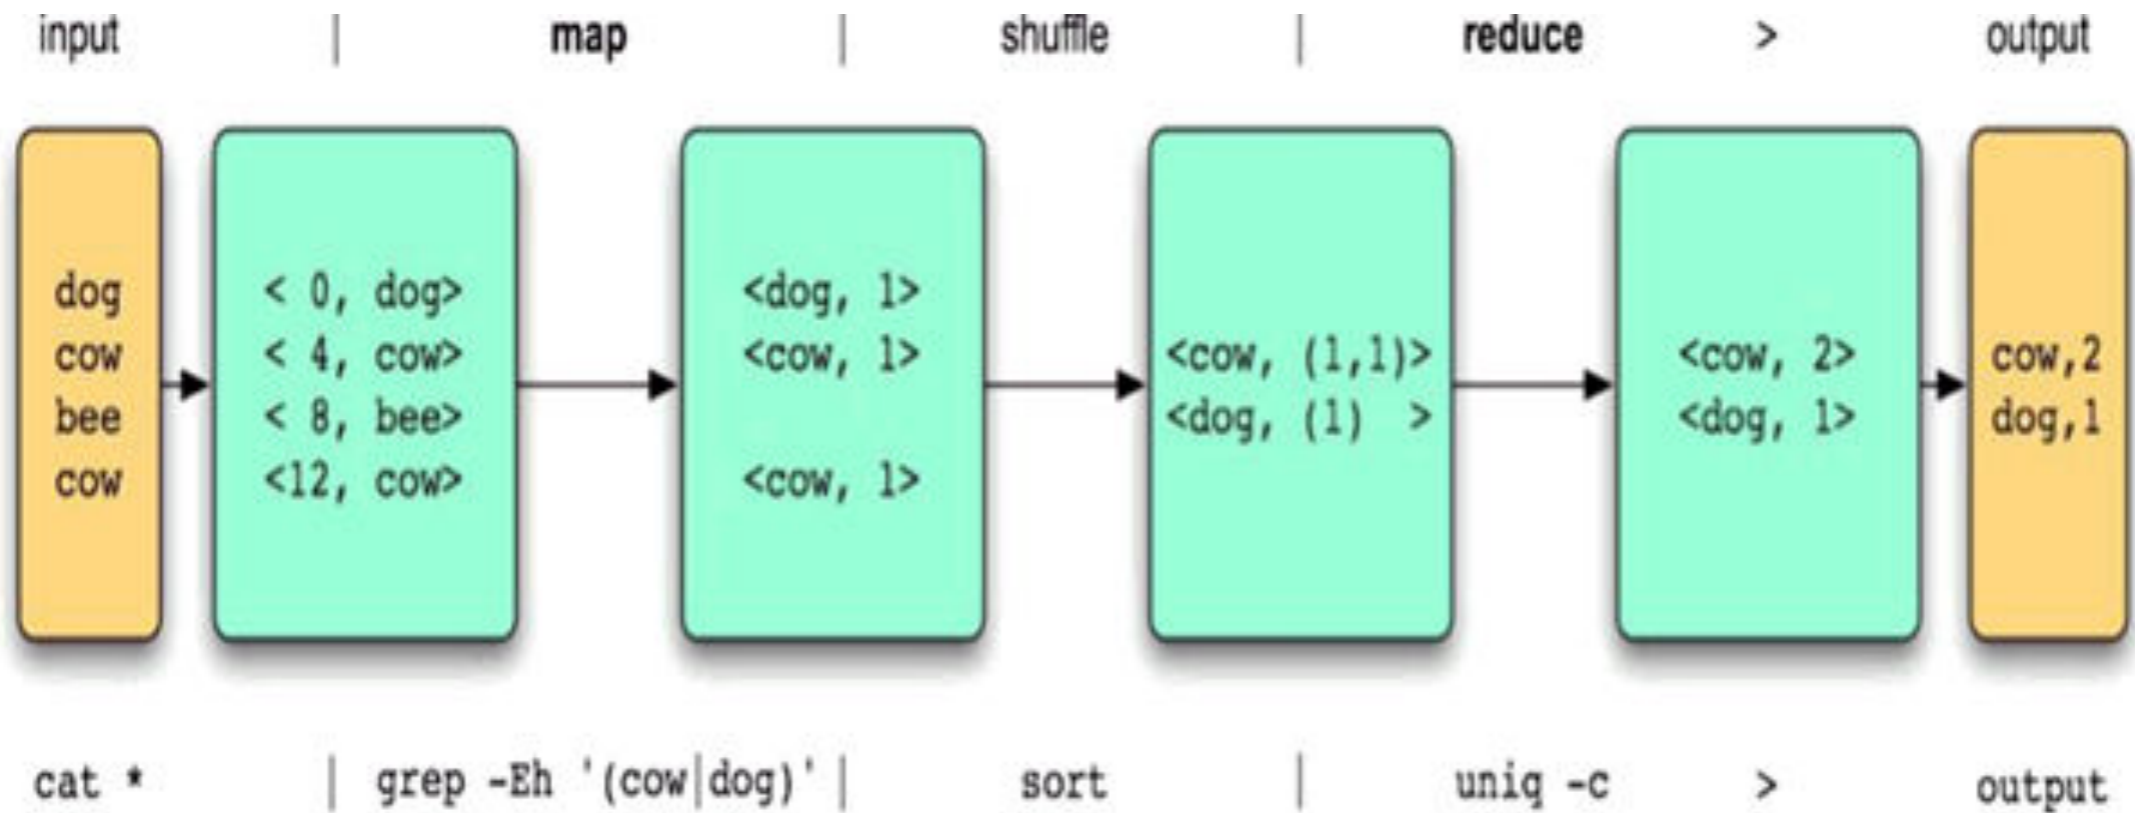 input | map | shuffle | reduce > output
dog
cow
bee
cow
< 0, dog>
< 4, cow>
< 8, bee>
<12, cow>
<dog, 1>
<cow, 1>
<cow, 1>
<cow, (1,1)>
<dog, (1) >
<cow, 2>
<dog, 1>
cow,2
dog,1
cat * | grep -Eh '(cow|dog)' | sort | uniq -c > output